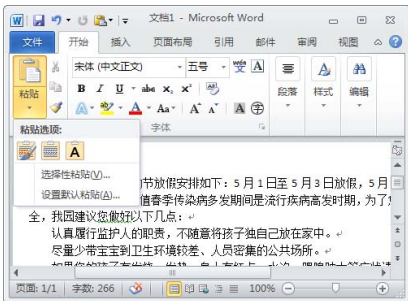 文档1 - Microsoft Word
文件 开始 插入 页面布局 引用 邮件 审阅 视图
宋体 (中文正文) 五号 wén 文 A
粘贴 B I U abc x₂ x² 段落 样式 编辑
A ab A Aa A A A 字
粘贴选项: 字体
A
选择性粘贴(V)...
设置默认粘贴(A)...
节放假安排如下：5 月 1 日至 5 月 3 日放假，5 月
值春季传染病多发期间是流行疾病高发时期，为了
全，我园建议您做好以下几点：
认真履行监护人的职责，不随意将孩子独自己放在家中。
尽量少带宝宝到卫生环境较差、人员密集的公共场所。
页面: 1/1 字数: 266 100%